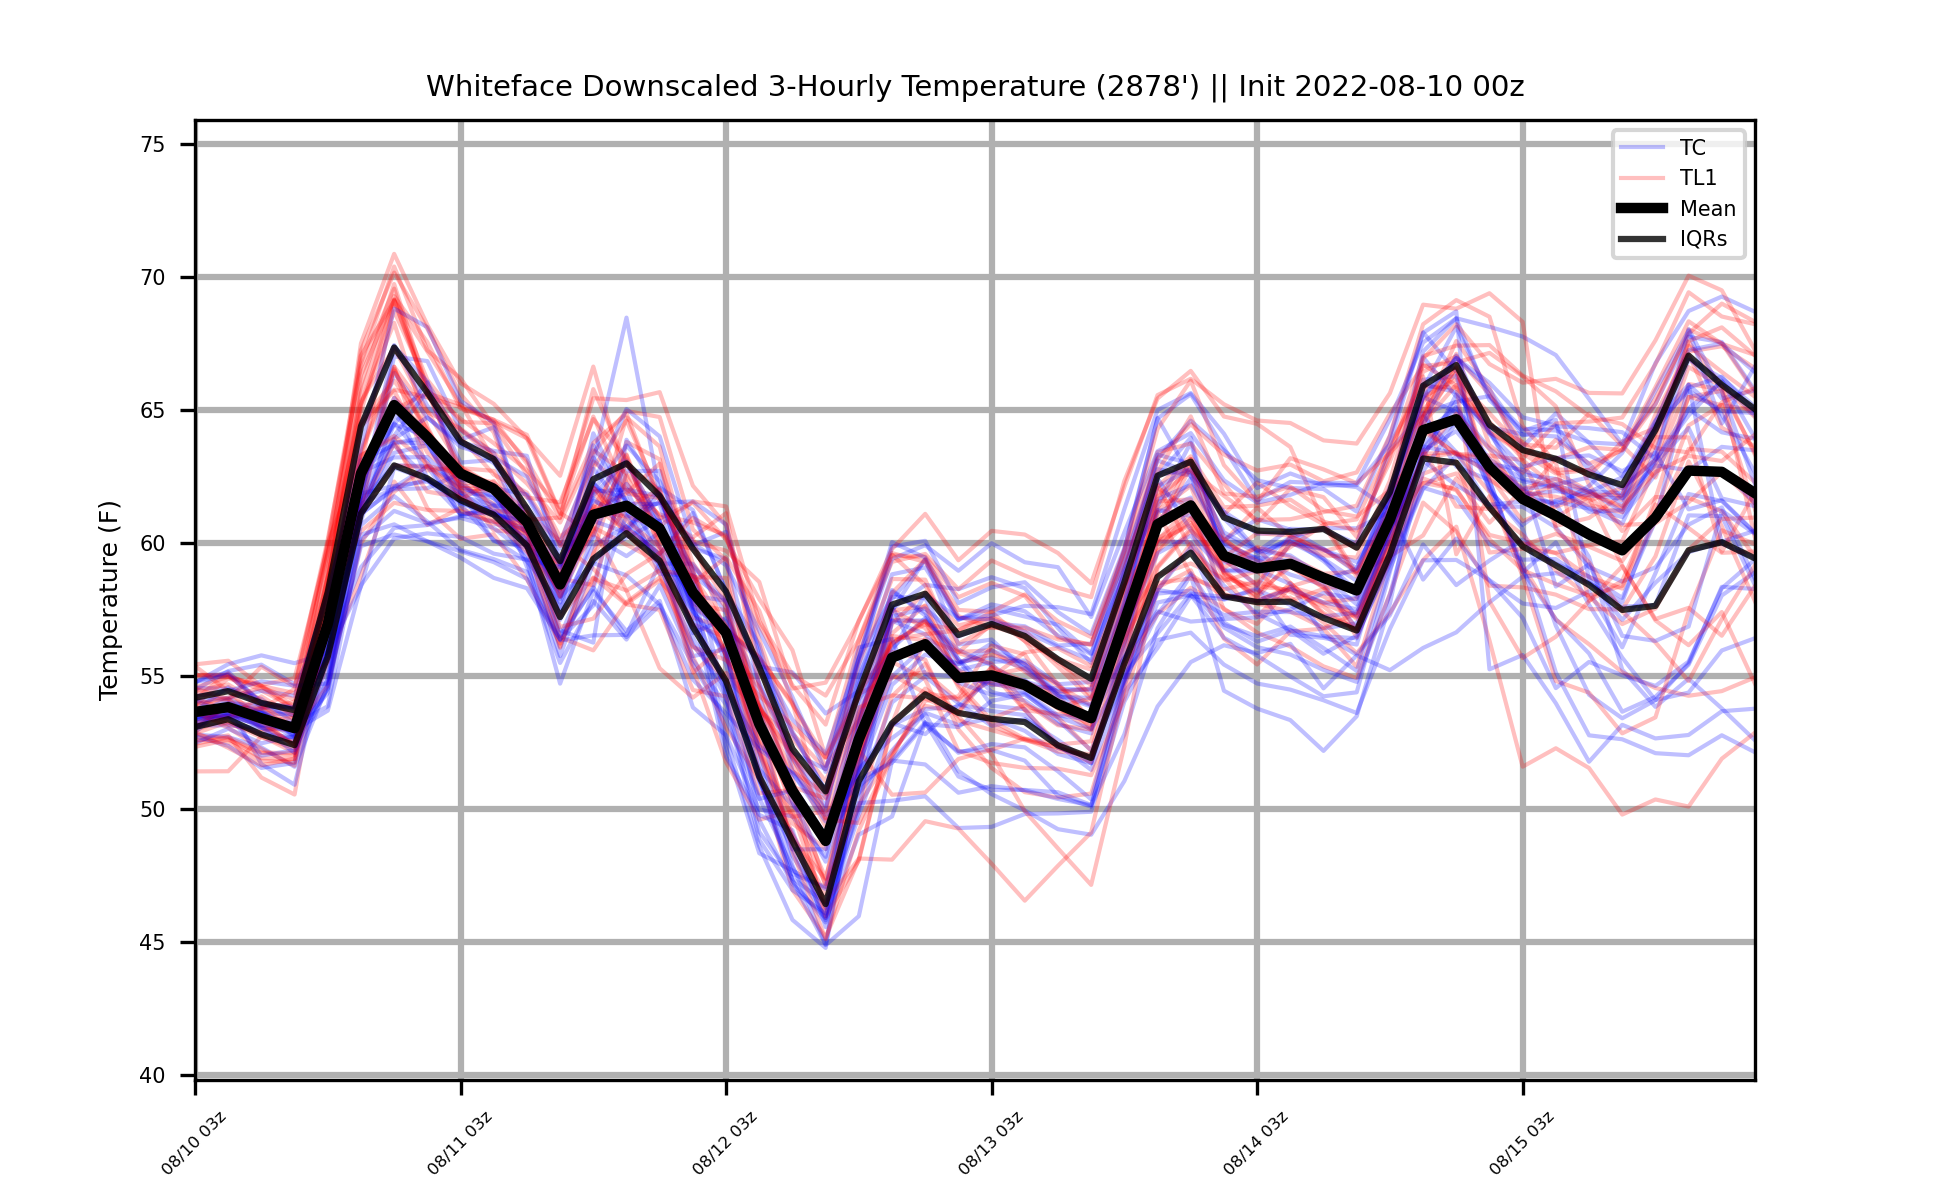 Whiteface Downscaled 3-Hourly Temperature (2878') || Init 2022-08-10 00z
TC
TL1
Mean
IQRs
Temperature (F)
75
70
65
60
55
50
45
40
08/10 03z
08/11 03z
08/12 03z
08/13 03z
08/14 03z
08/15 03z